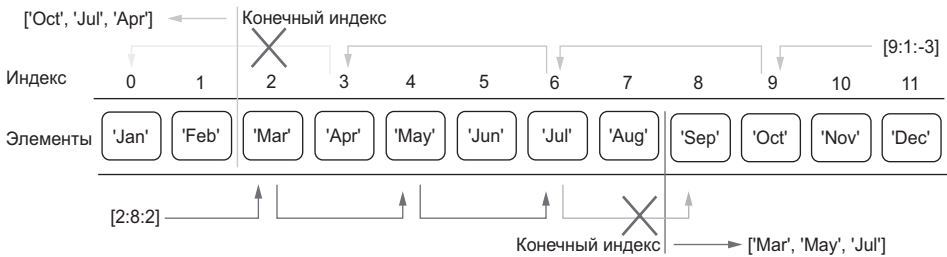 ['Oct', 'Jul', 'Apr'] Конечный индекс
[9:1:-3]
Индекс 0 1 2 3 4 5 6 7 8 9 10 11
Элементы 'Jan' 'Feb' 'Mar' 'Apr' 'May' 'Jun' 'Jul' 'Aug' 'Sep' 'Oct' 'Nov' 'Dec'
[2:8:2]
Конечный индекс ['Mar', 'May', 'Jul']